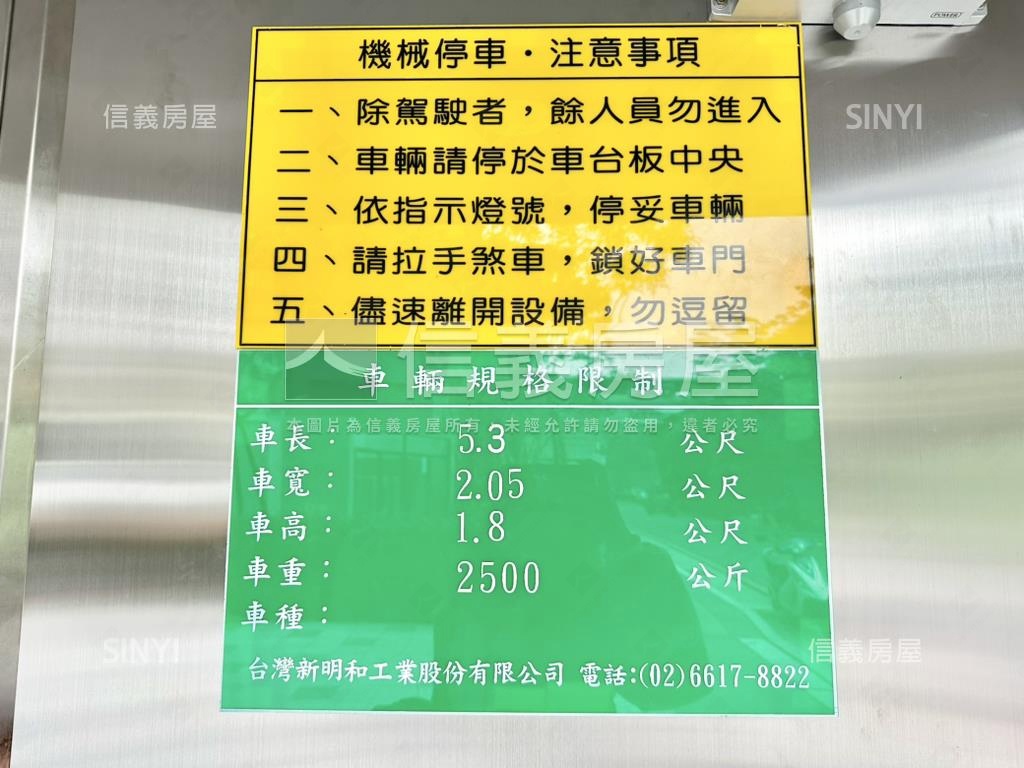 POWER
機械停車・注意事項
信義房屋
SINYI
一、除駕駛者，餘人員勿進入
二、車輛請停於車台板中央
三、依指示燈號，停妥車輛
四、請拉手煞車，鎖好車門
五、儘速離開設備，勿逗留
信義房屋
車輛規格限制
本圖片為信義房屋所有，未經允許請勿盜用，違者必究
車長： 5.3 公尺
車寬： 2.05 公尺
車高： 1.8 公尺
車重： 2500 公斤
車種：
SINYI
信義房屋
台灣新明和工業股份有限公司 電話:(02)6617-8822